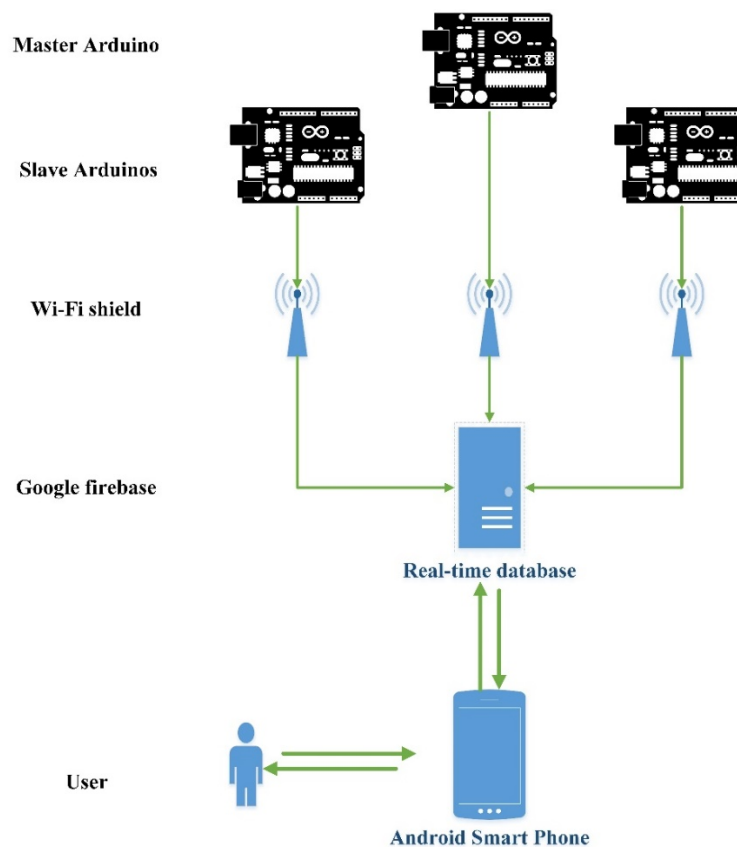 Master Arduino
Slave Arduinos
Wi-Fi shield
Google firebase
Real-time database
User
Android Smart Phone